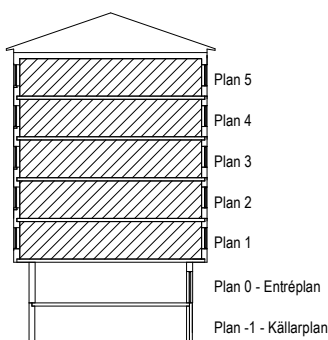 Plan 5
Plan 4
Plan 3
Plan 2
Plan 1
Plan 0 - Entréplan
Plan -1 - Källarplan